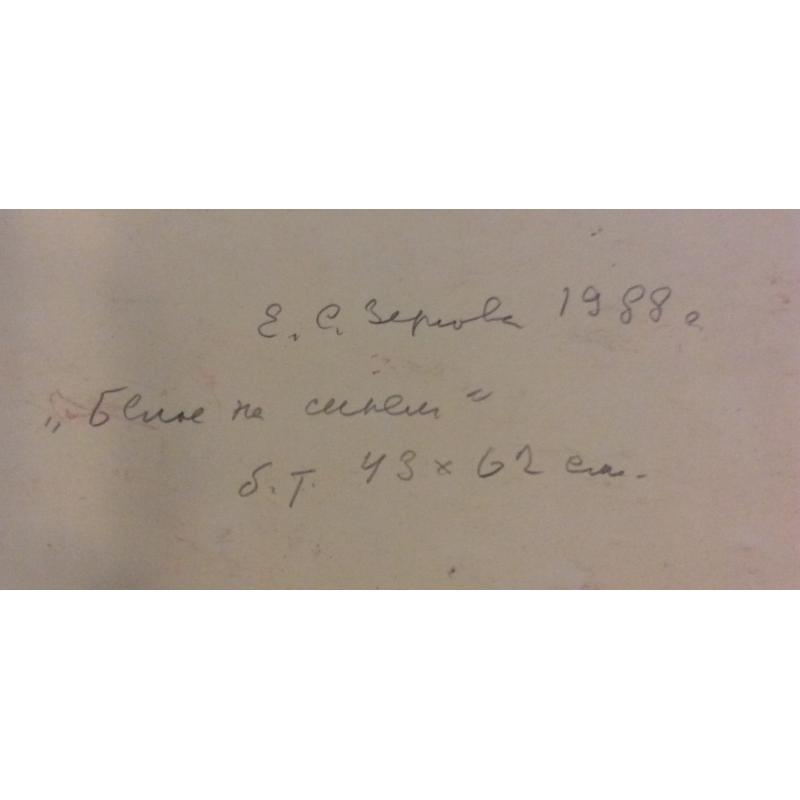 Е. С. Зернова 1988 г
„Белое на синем“
б. т. 43 x 62 см.